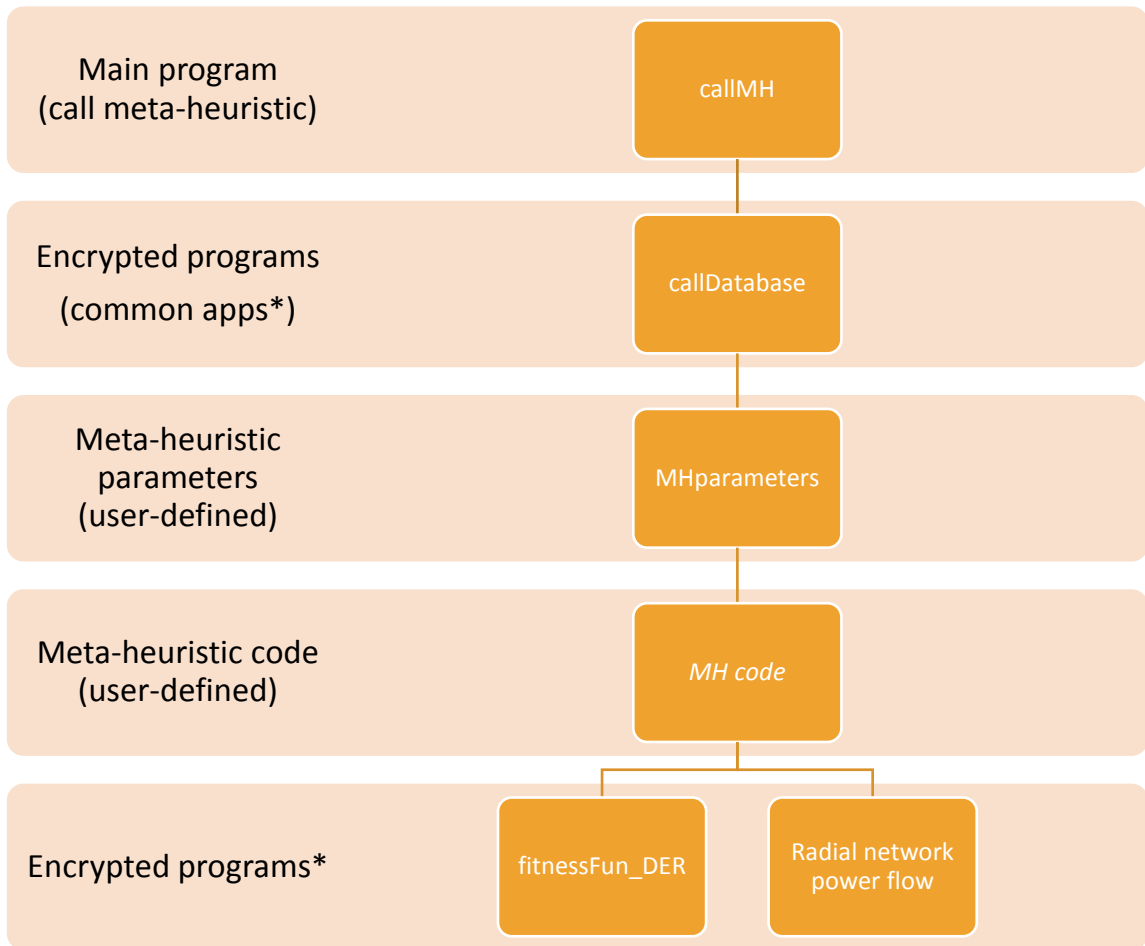 Main program
(call meta-heuristic)
callMH
Encrypted programs
(common apps*)
callDatabase
Meta-heuristic
parameters
(user-defined)
MHparameters
Meta-heuristic code
(user-defined)
MH code
Encrypted programs*
fitnessFun_DER
Radial network
power flow